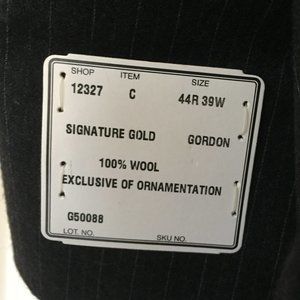 SHOP ITEM SIZE
12327 C 44R 39W
SIGNATURE GOLD GORDON
100% WOOL
EXCLUSIVE OF ORNAMENTATION
G50088
LOT. NO. SKU NO.